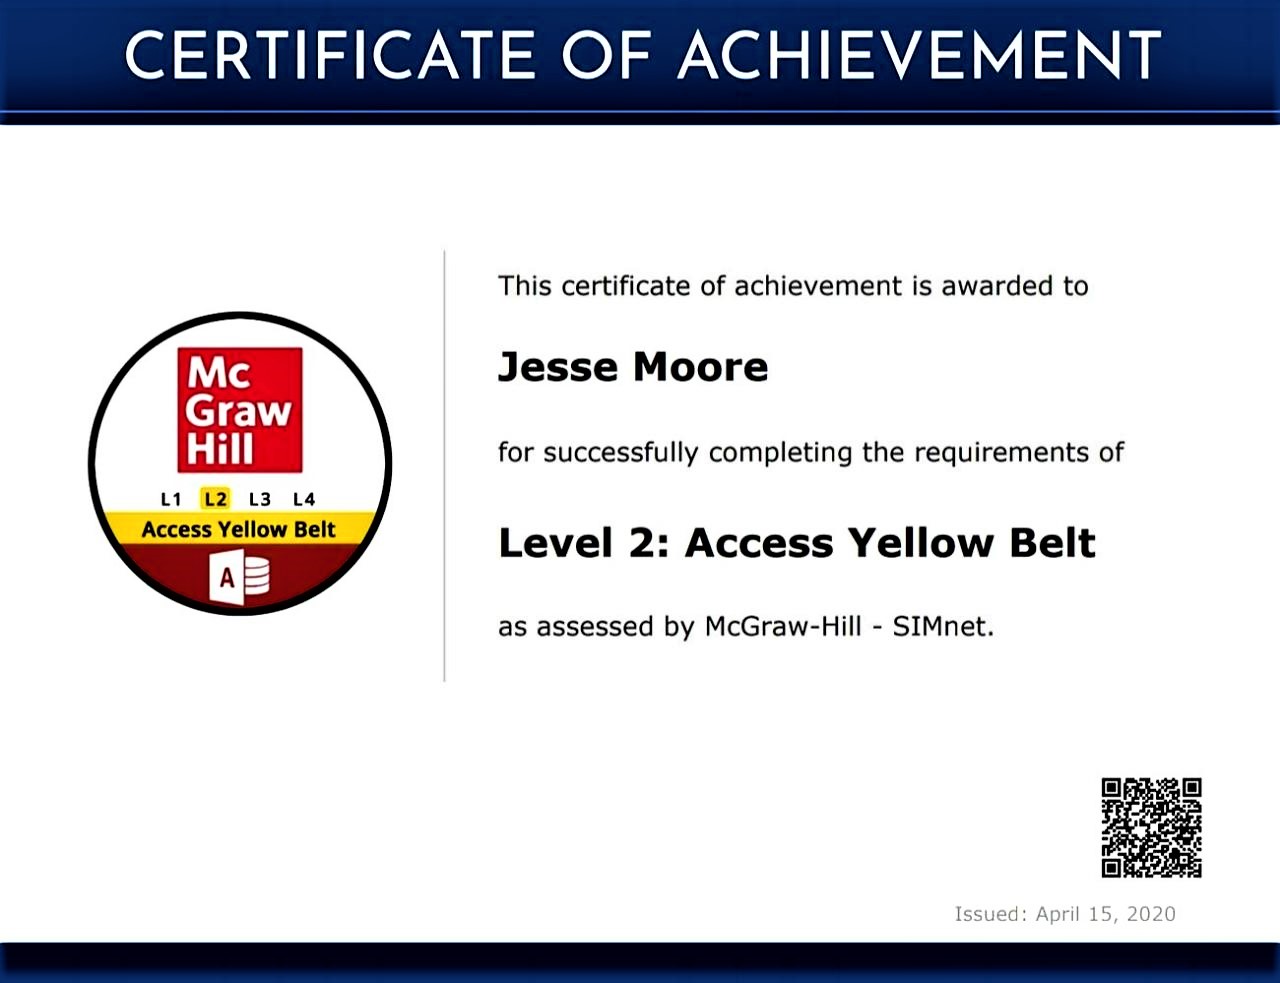 CERTIFICATE OF ACHIEVEMENT
This certificate of achievement is awarded to
Jesse Moore
for successfully completing the requirements of
Level 2: Access Yellow Belt
as assessed by McGraw-Hill - SIMnet.
Mc
Graw
Hill
L1 L2 L3 L4
Access Yellow Belt
A
Issued: April 15, 2020